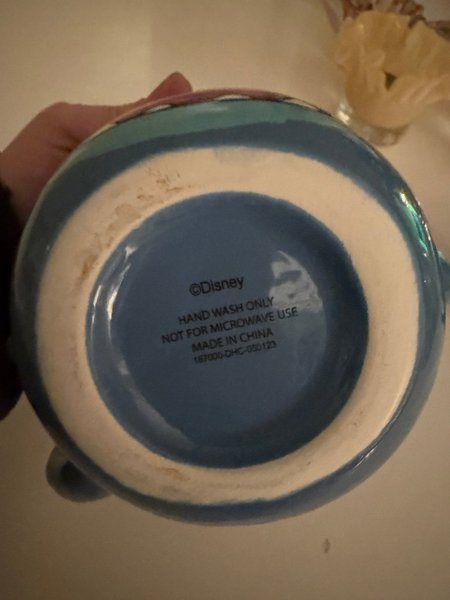 ©Disney
HAND WASH ONLY
NOT FOR MICROWAVE USE
MADE IN CHINA
187000-DHC-050123